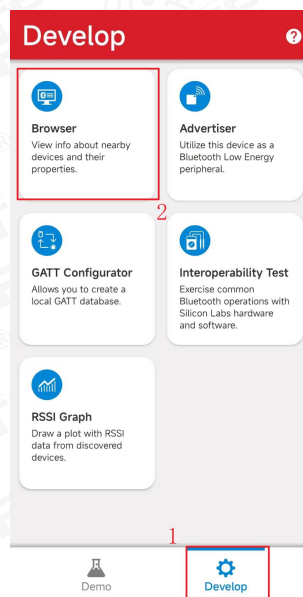 Develop
?
Browser
View info about nearby
devices and their
properties.
Advertiser
Utilize this device as a
Bluetooth Low Energy
peripheral.
2
GATT Configurator
Allows you to create a
local GATT database.
Interoperability Test
Exercise common
Bluetooth operations with
Silicon Labs hardware
and software.
RSSI Graph
Draw a plot with RSSI
data from discovered
devices.
1
Demo
Develop